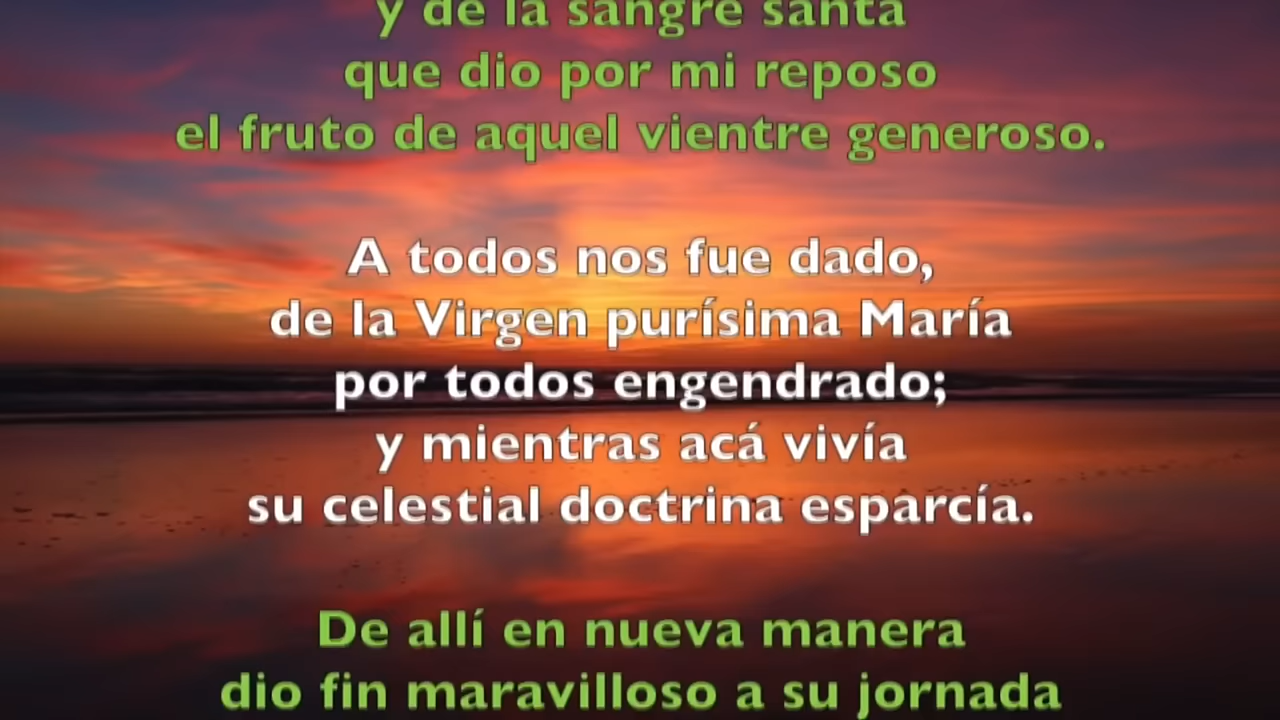 y de la sangre santa
que dio por mi reposo
el fruto de aquel vientre generoso.
A todos nos fue dado,
de la Virgen purísima María
por todos engendrado;
y mientras acá vivía
su celestial doctrina esparcía.
De allí en nueva manera
dio fin maravilloso a su jornada